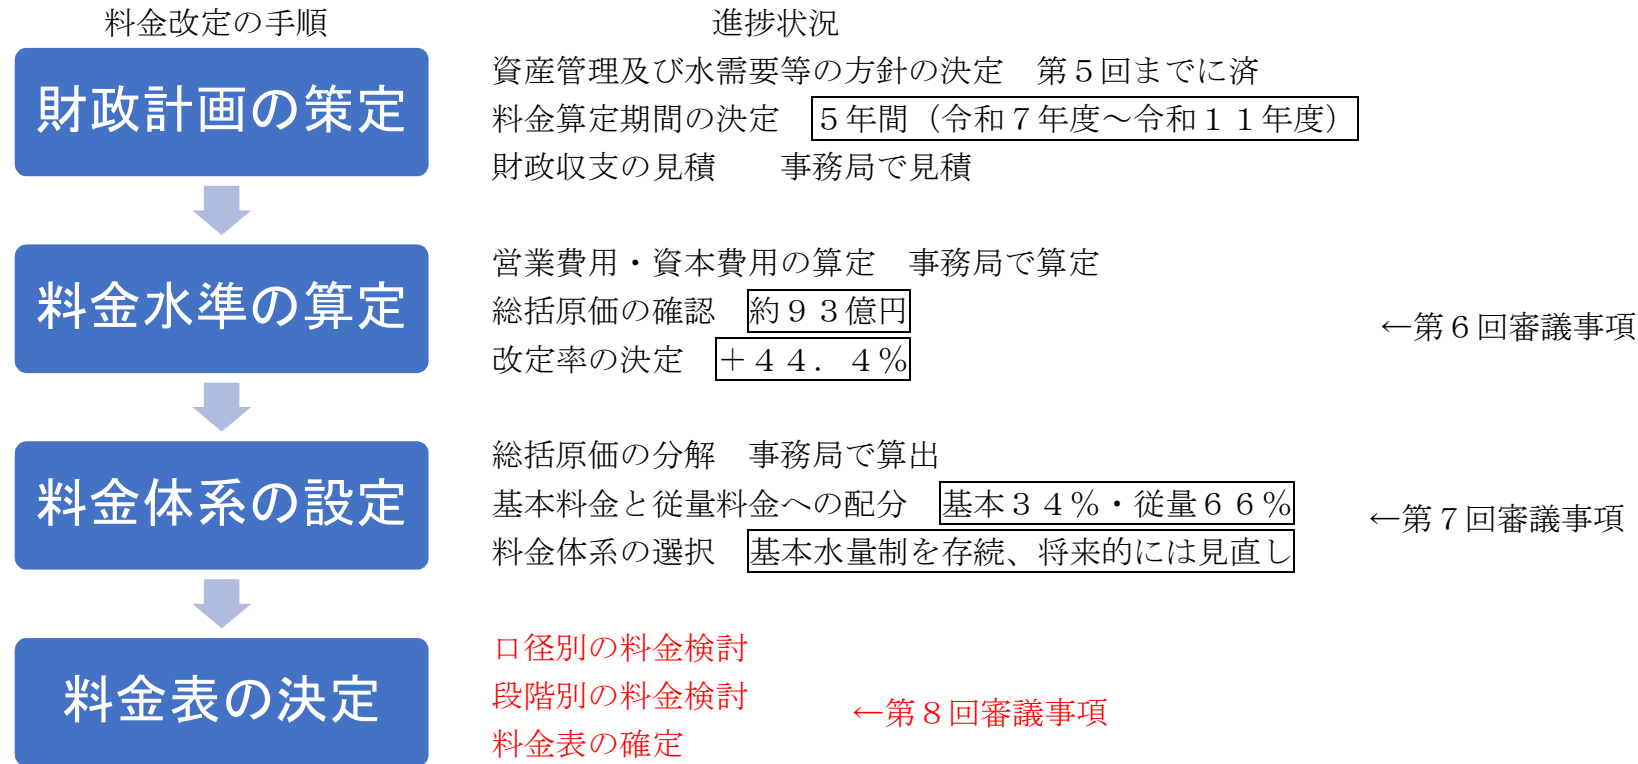 料金改定の手順　進捗状況
財政計画の策定
資産管理及び水需要等の方針の決定　第５回までに済
料金算定期間の決定　５年間（令和７年度～令和１１年度）
財政収支の見積　　事務局で見積
料金水準の算定
営業費用・資本費用の算定　事務局で算定
総括原価の確認　約９３億円
改定率の決定　＋４４．４％
←第６回審議事項
料金体系の設定
総括原価の分解　事務局で算出
基本料金と従量料金への配分　基本３４％・従量６６％
料金体系の選択　基本水量制を存続、将来的には見直し
←第７回審議事項
料金表の決定
口径別の料金検討
段階別の料金検討
料金表の確定
←第８回審議事項